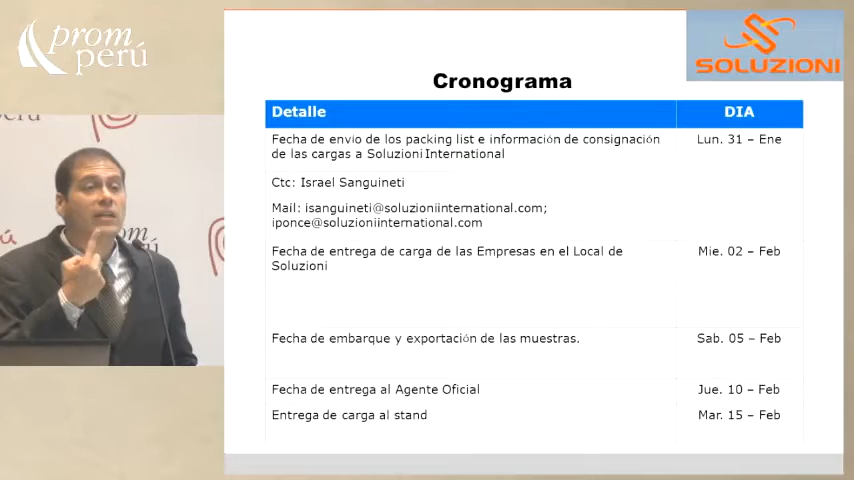 prom
perú
SOLUZIONI
Cronograma
Detalle DIA
Fecha de envío de los packing list e información de consignación Lun. 31 – Ene
de las cargas a Soluzioni International
Ctc: Israel Sanguineti
Mail: isanguineti@soluzioniinternational.com;
iponce@soluzioniinternational.com
Fecha de entrega de carga de las Empresas en el Local de Mie. 02 – Feb
Soluzioni
Fecha de embarque y exportación de las muestras. Sab. 05 – Feb
Fecha de entrega al Agente Oficial Jue. 10 – Feb
Entrega de carga al stand Mar. 15 – Feb